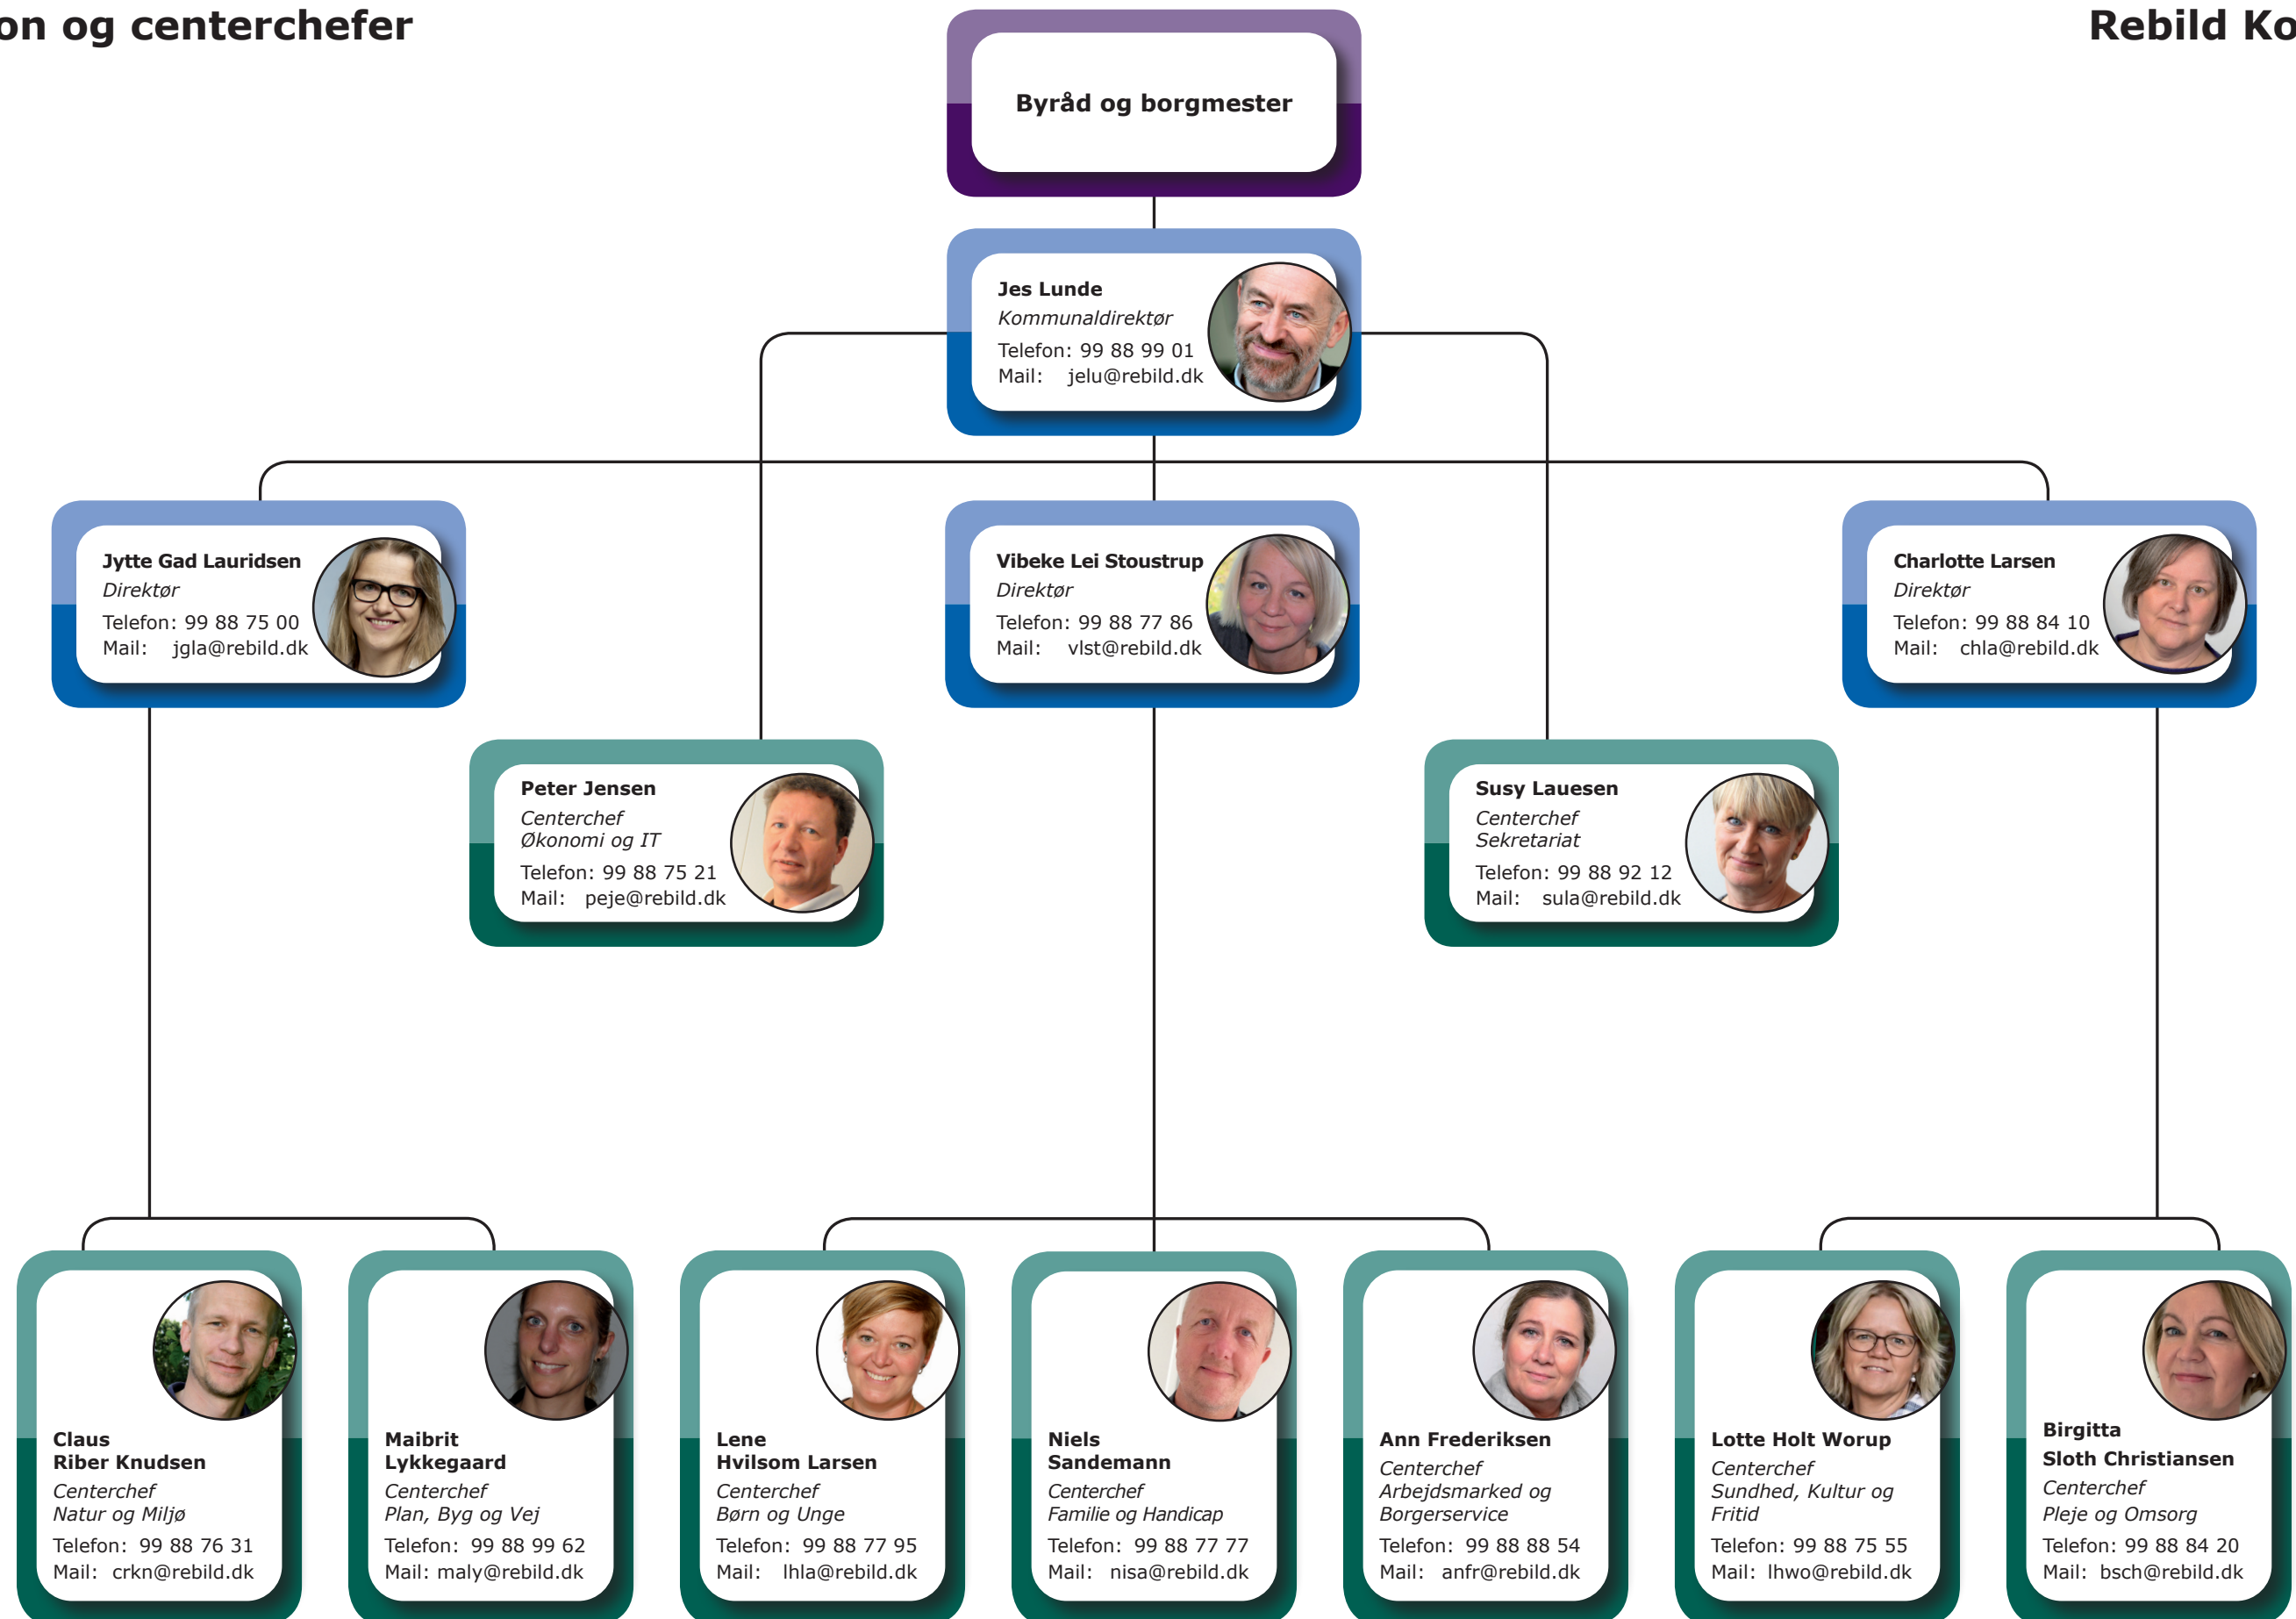 on og centerchefer
Rebild Ko
Byråd og borgmester
Jes Lunde
Kommunaldirektør
Telefon: 99 88 99 01
Mail: jelu@rebild.dk
Jytte Gad Lauridsen
Direktør
Telefon: 99 88 75 00
Mail: jgla@rebild.dk
Vibeke Lei Stoustrup
Direktør
Telefon: 99 88 77 86
Mail: vlst@rebild.dk
Charlotte Larsen
Direktør
Telefon: 99 88 84 10
Mail: chla@rebild.dk
Peter Jensen
Centerchef
Økonomi og IT
Telefon: 99 88 75 21
Mail: peje@rebild.dk
Susy Lauesen
Centerchef
Sekretariat
Telefon: 99 88 92 12
Mail: sula@rebild.dk
Claus
Riber Knudsen
Centerchef
Natur og Miljø
Telefon: 99 88 76 31
Mail: crkn@rebild.dk
Maibrit
Lykkegaard
Centerchef
Plan, Byg og Vej
Telefon: 99 88 99 62
Mail: maly@rebild.dk
Lene
Hvilsom Larsen
Centerchef
Børn og Unge
Telefon: 99 88 77 95
Mail: lhla@rebild.dk
Niels
Sandemann
Centerchef
Familie og Handicap
Telefon: 99 88 77 77
Mail: nisa@rebild.dk
Ann Frederiksen
Centerchef
Arbejdsmarked og
Borgerservice
Telefon: 99 88 88 54
Mail: anfr@rebild.dk
Lotte Holt Worup
Centerchef
Sundhed, Kultur og
Fritid
Telefon: 99 88 75 55
Mail: lhwo@rebild.dk
Birgitta
Sloth Christiansen
Centerchef
Pleje og Omsorg
Telefon: 99 88 84 20
Mail: bsch@rebild.dk